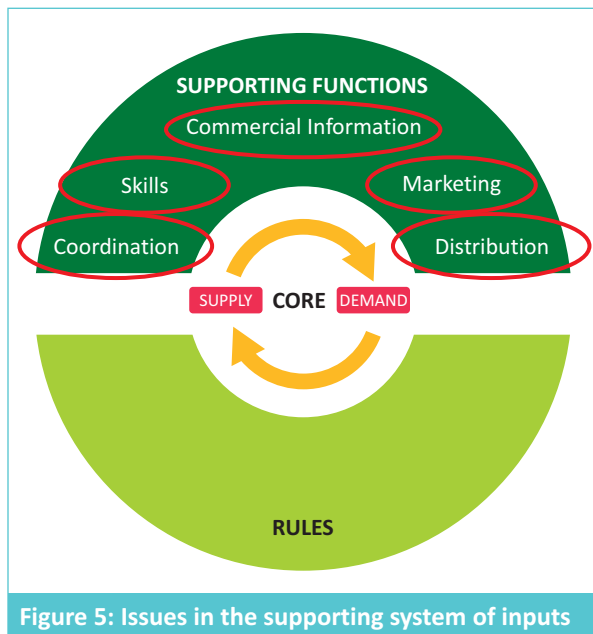 SUPPORTING FUNCTIONS
Commercial Information
Skills
Marketing
Coordination
Distribution
SUPPLY CORE DEMAND
RULES
Figure 5: Issues in the supporting system of inputs